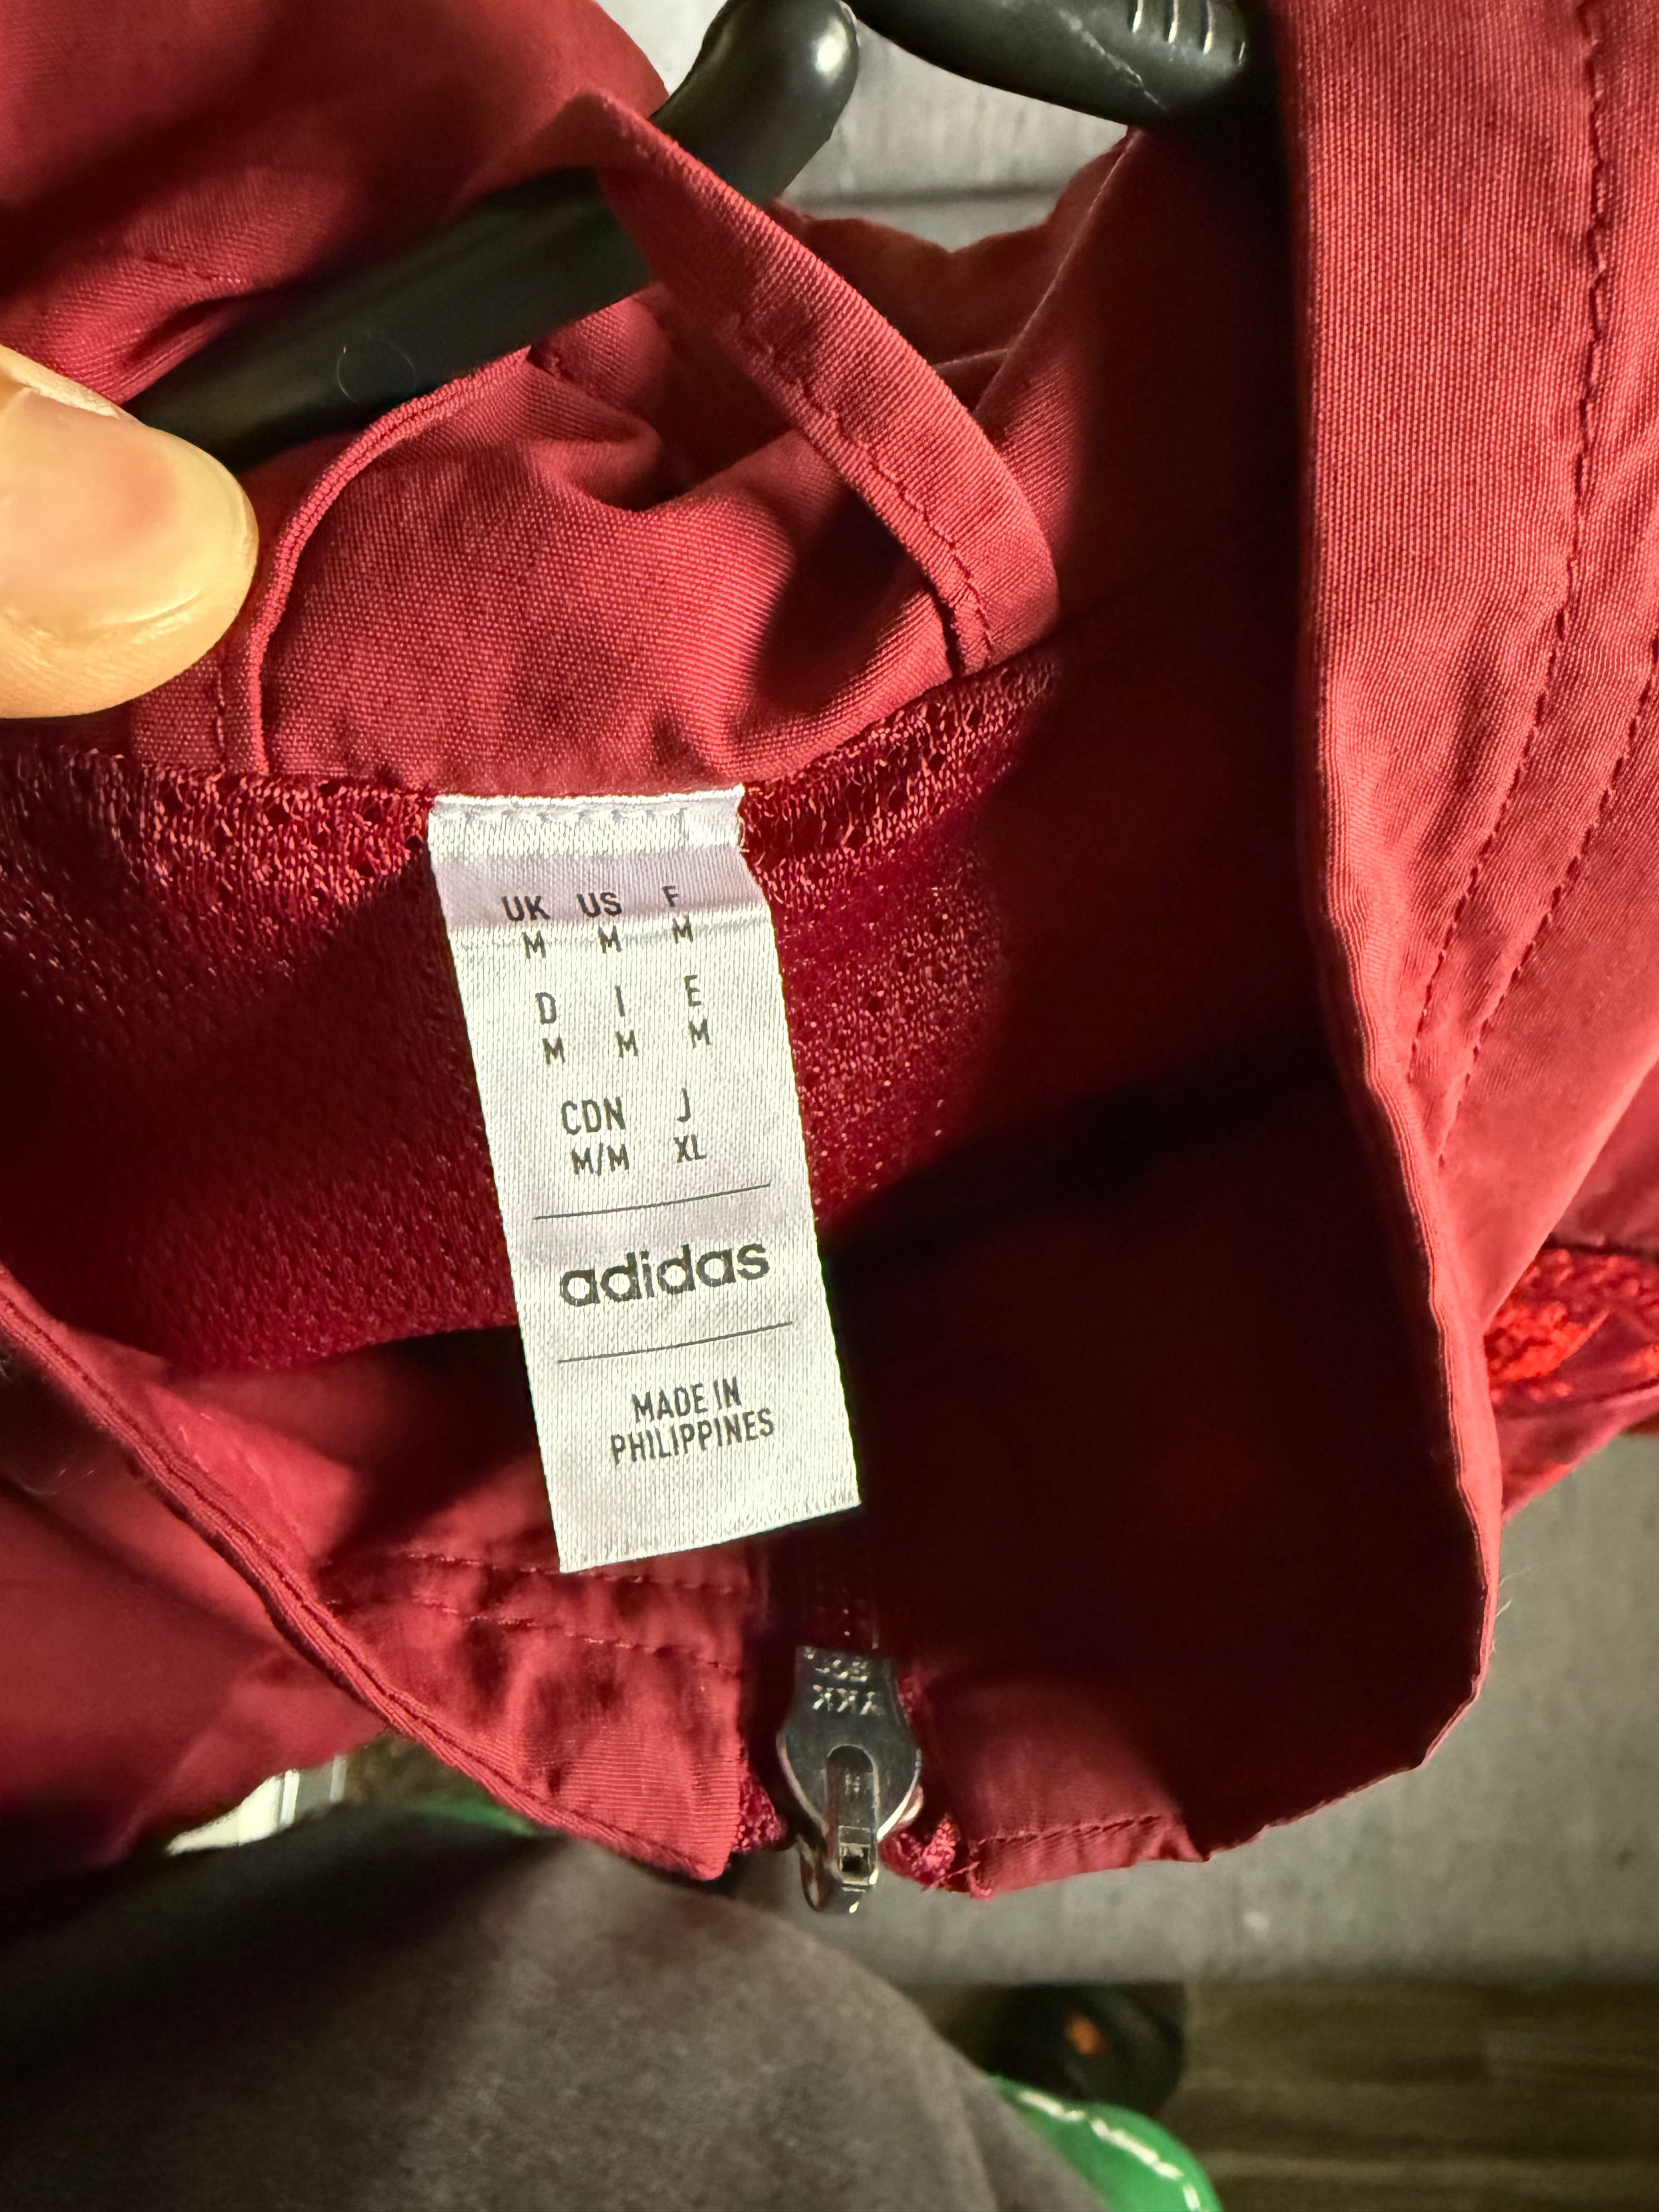 UK US F
M M M
D I E
M M M
CDN J
M/M XL
adidas
MADE IN
PHILIPPINES